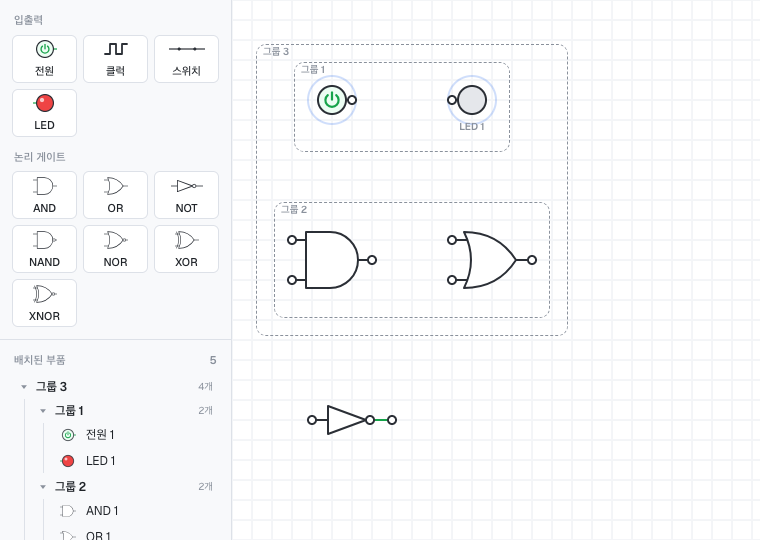 입출력
전원
클럭
스위치
LED
논리 게이트
AND
OR
NOT
NAND
NOR
XOR
XNOR
배치된 부품 5
그룹 3 4개
그룹 1 2개
전원 1
LED 1
그룹 2 2개
AND 1
OR 1
그룹 3
그룹 1
LED 1
그룹 2